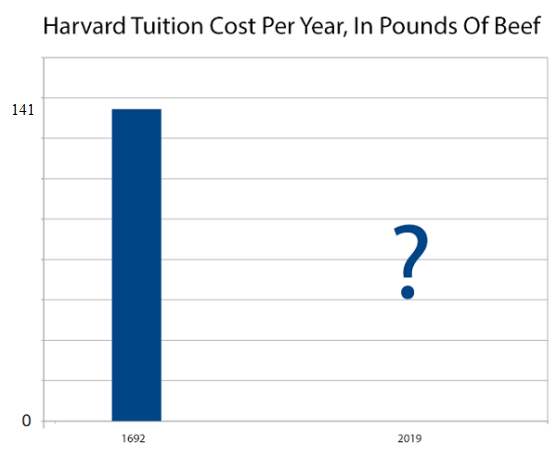 Harvard Tuition Cost Per Year, In Pounds Of Beef
141
?
0
1692 2019